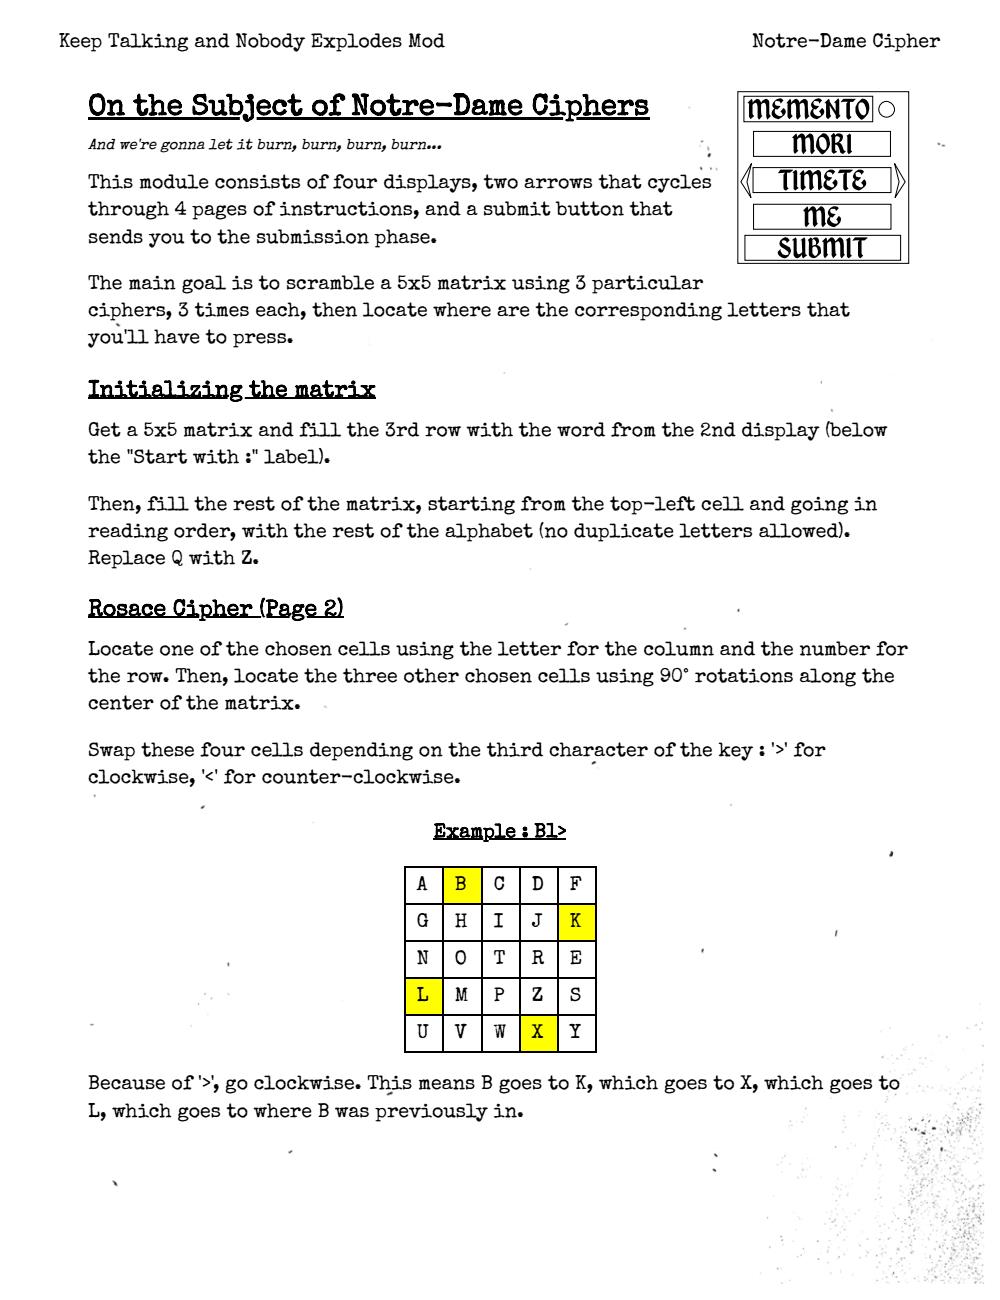 Keep Talking and Nobody Explodes Mod
Notre-Dame Cipher
On the Subject of Notre-Dame Ciphers
And we're gonna let it burn, burn, burn, burn...
This module consists of four displays, two arrows that cycles
through 4 pages of instructions, and a submit button that
sends you to the submission phase.
MEMENTO
MORI
TIMETE
ME
SUBMIT
The main goal is to scramble a 5x5 matrix using 3 particular
ciphers, 3 times each, then locate where are the corresponding letters that
you'll have to press.
Initializing the matrix
Get a 5x5 matrix and fill the 3rd row with the word from the 2nd display (below
the "Start with :" label).
Then, fill the rest of the matrix, starting from the top-left cell and going in
reading order, with the rest of the alphabet (no duplicate letters allowed).
Replace Q with Z.
Rosace Cipher (Page 2)
Locate one of the chosen cells using the letter for the column and the number for
the row. Then, locate the three other chosen cells using 90° rotations along the
center of the matrix.
Swap these four cells depending on the third character of the key : '>' for
clockwise, '<' for counter-clockwise.
Example : B1>
A B C D F
G H I J K
N O T R E
L M P Z S
U V W X Y
Because of '>', go clockwise. This means B goes to K, which goes to X, which goes to
L, which goes to where B was previously in.